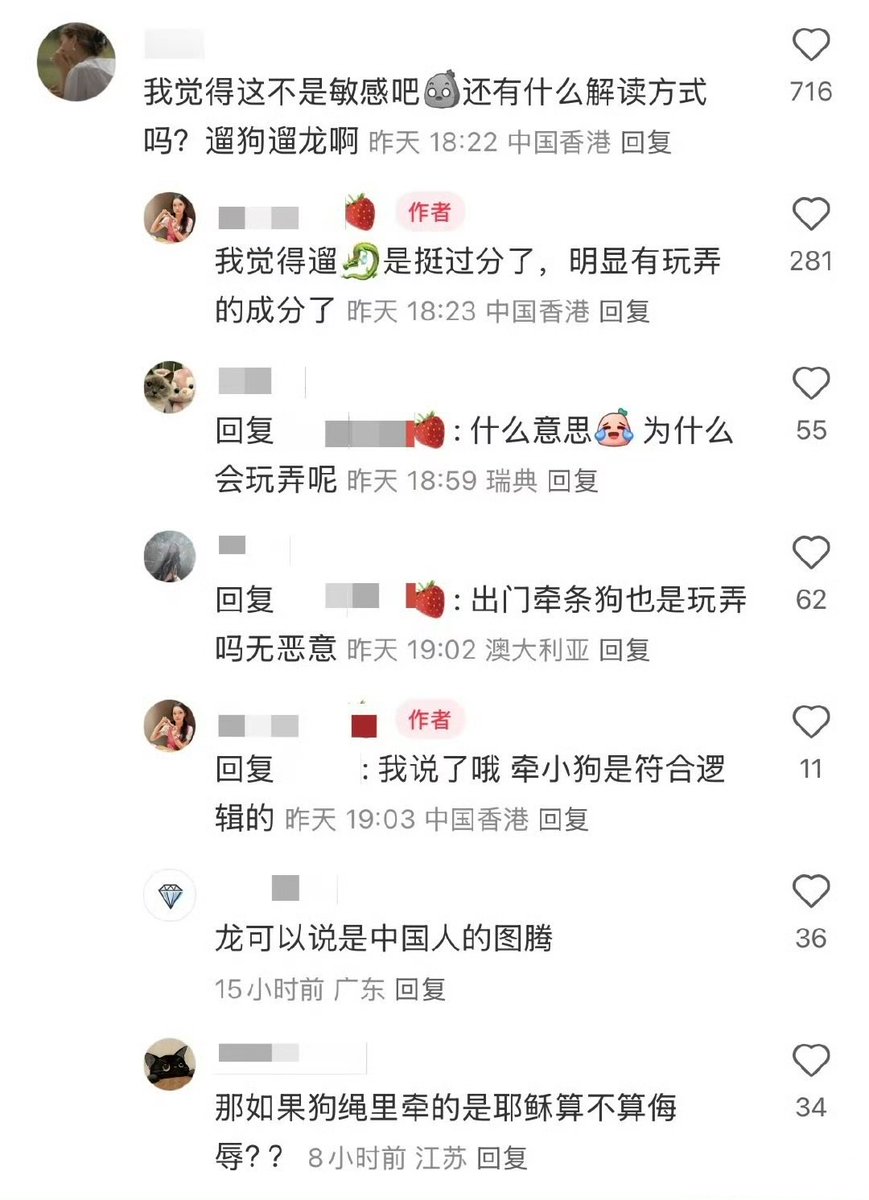 我觉得这不是敏感吧还有什么解读方式
716
吗？遛狗遛龙啊 昨天 18:22 中国香港 回复
作者
我觉得遛🐉是挺过分了，明显有玩弄
281
的成分了 昨天 18:23 中国香港 回复
回复 🍓: 什么意思为什么
55
会玩弄呢 昨天 18:59 瑞典 回复
回复 🍓: 出门牵条狗也是玩弄
62
吗无恶意 昨天 19:02 澳大利亚 回复
作者
回复 : 我说了哦 牵小狗是符合逻
11
辑的 昨天 19:03 中国香港 回复
龙可以说是中国人的图腾
36
15小时前 广东 回复
那如果狗绳里牵的是耶稣算不算侮
34
辱？？ 8小时前 江苏 回复